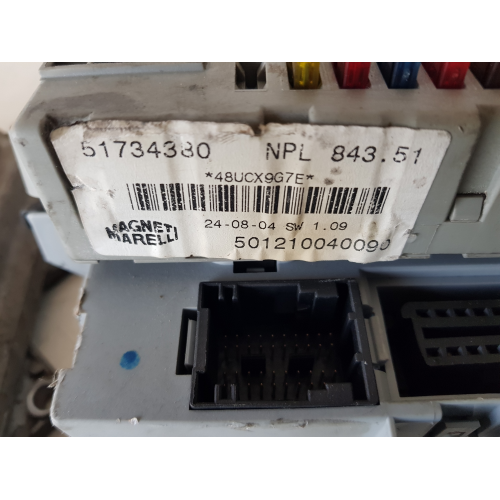 51734380 NPL 843.51
*48UCX9G7E*
24-08-04 SW 1.09
MAGNETI
MARELLI
501210040090